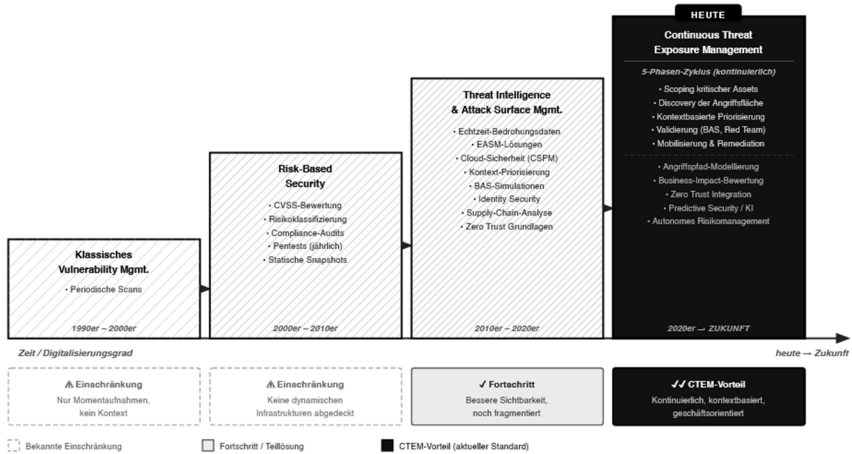 HEUTE
Continuous Threat
Exposure Management
5-Phasen-Zyklus (kontinuierlich)
• Scoping kritischer Assets
• Discovery der Angriffsfläche
• Kontextbasierte Priorisierung
• Validierung (BAS, Red Team)
• Mobilisierung & Remediation
• Angriffspfad-Modellierung
• Business-Impact-Bewertung
• Zero Trust Integration
• Predictive Security / KI
• Autonomes Risikomanagement
2020er → ZUKUNFT
Threat Intelligence
& Attack Surface Mgmt.
• Echtzeit-Bedrohungsdaten
• EASM-Lösungen
• Cloud-Sicherheit (CSPM)
• Kontext-Priorisierung
• BAS-Simulationen
• Identity Security
• Supply-Chain-Analyse
• Zero Trust Grundlagen
2010er – 2020er
Risk-Based
Security
• CVSS-Bewertung
• Risikoklassifizierung
• Compliance-Audits
• Pentests (jährlich)
• Statische Snapshots
2000er – 2010er
Klassisches
Vulnerability Mgmt.
• Periodische Scans
1990er – 2000er
Zeit / Digitalisierungsgrad
heute → Zukunft
⚠ Einschränkung
Nur Momentaufnahmen,
kein Kontext
⚠ Einschränkung
Keine dynamischen
Infrastrukturen abgedeckt
✓ Fortschritt
Bessere Sichtbarkeit,
noch fragmentiert
✓✓ CTEM-Vorteil
Kontinuierlich, kontextbasiert,
geschäftsorientiert
Bekannte Einschränkung
Fortschritt / Teillösung
CTEM-Vorteil (aktueller Standard)